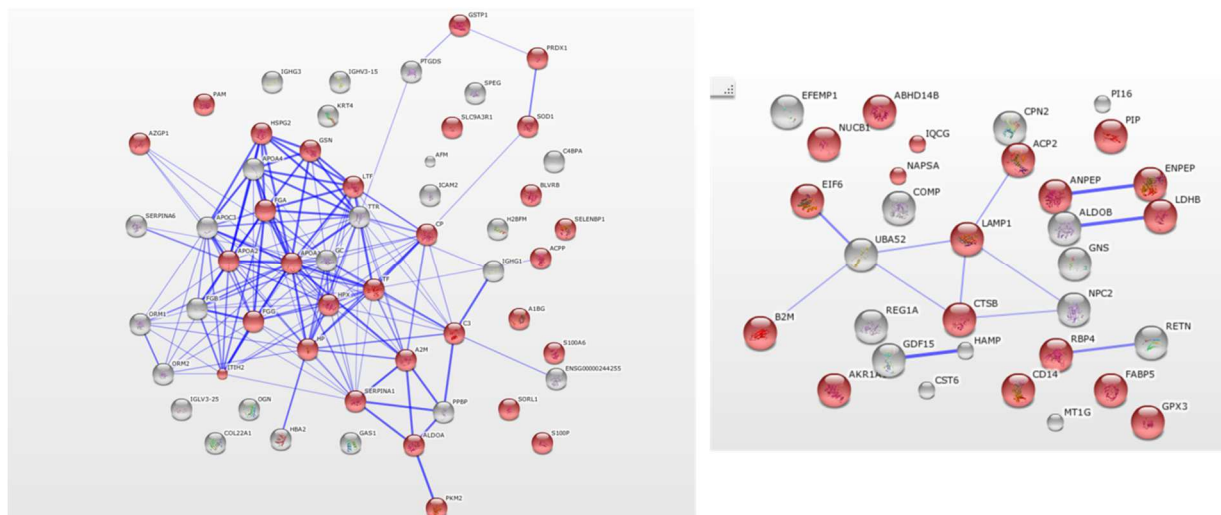 GSTP1
PRDX1
PTGDS
IGHG3
IGHV3-15
SPEG
PAM
KRT4
HSPG2
SLC9A3R1
SOD1
AZGP1
GSN
APOA4
AFM
C4BPA
LTF
ICAM2
BLVRB
FGA
TTR
SERPINA6
APOC3
CP
H2BFM
SELENBP1
APOA2
APOA1
GC
ACPP
IGHG1
TF
FGB
HPX
ORM1
FGG
A1BG
C3
HP
A2M
S100A6
ORM2
ITIH2
ENSG00000244255
SERPINA1
IGLV3-25
OGN
PPBP
SORL1
COL22A1
HBA2
GAS1
ALDOA
S100P
PKM2
EFEMP1
ABHD14B
CPN2
PI16
NUCB1
IQCG
PIP
ACP2
NAPSA
ENPEP
EIF6
ANPEP
COMP
LDHB
ALDOB
LAMP1
UBA52
GNS
NPC2
REG1A
CTSB
B2M
RETN
GDF15
HAMP
RBP4
AKR1A
CST6
CD14
FABP5
MT1G
GPX3